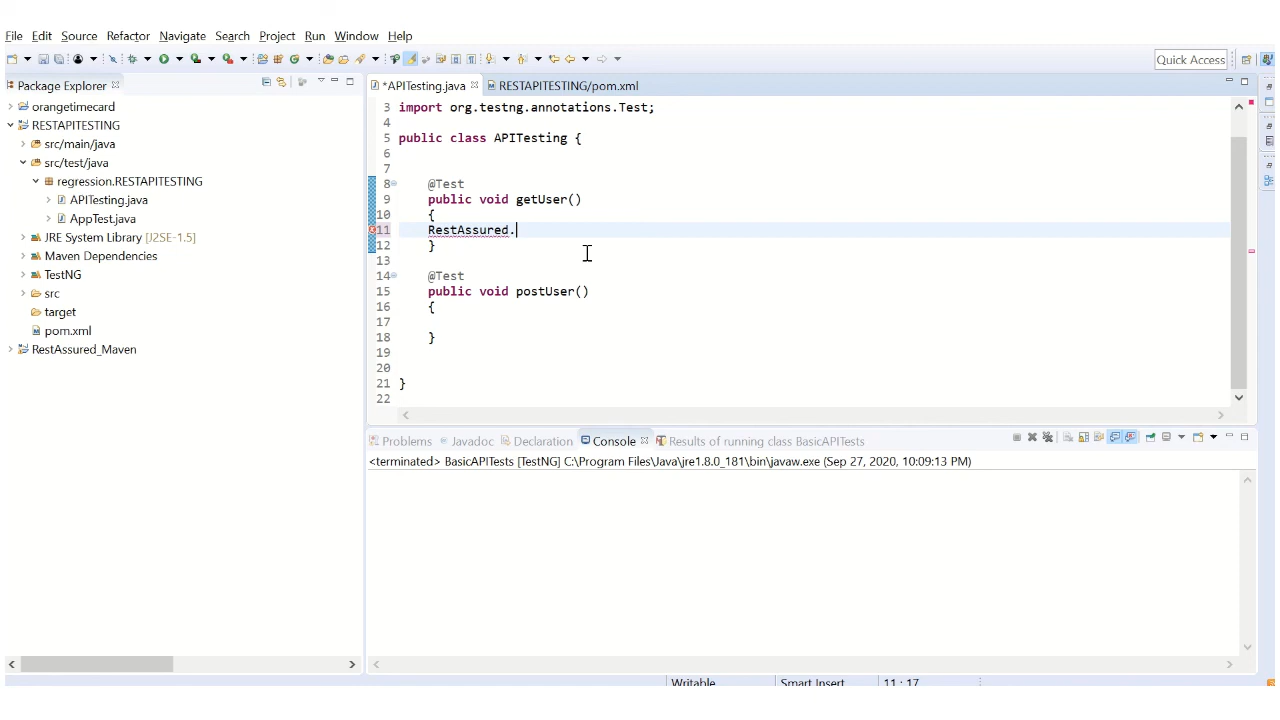 File Edit Source Refactor Navigate Search Project Run Window Help
Quick Access
Package Explorer
*APITesting.java RESTAPITESTING/pom.xml
orangetimecard
RESTAPITESTING
src/main/java
src/test/java
regression.RESTAPITESTING
APITesting.java
AppTest.java
JRE System Library [J2SE-1.5]
Maven Dependencies
TestNG
src
target
pom.xml
RestAssured_Maven
3 import org.testng.annotations.Test;
4
5 public class APITesting {
6
7
8 @Test
9 public void getUser()
10 {
11 RestAssured.
12 }
13
14 @Test
15 public void postUser()
16 {
17
18 }
19
20
21 }
22
Problems Javadoc Declaration Console Results of running class BasicAPITests
<terminated> BasicAPITests [TestNG] C:\Program Files\Java\jre1.8.0_181\bin\javaw.exe (Sep 27, 2020, 10:09:13 PM)
Writable Smart Insert 11 : 17